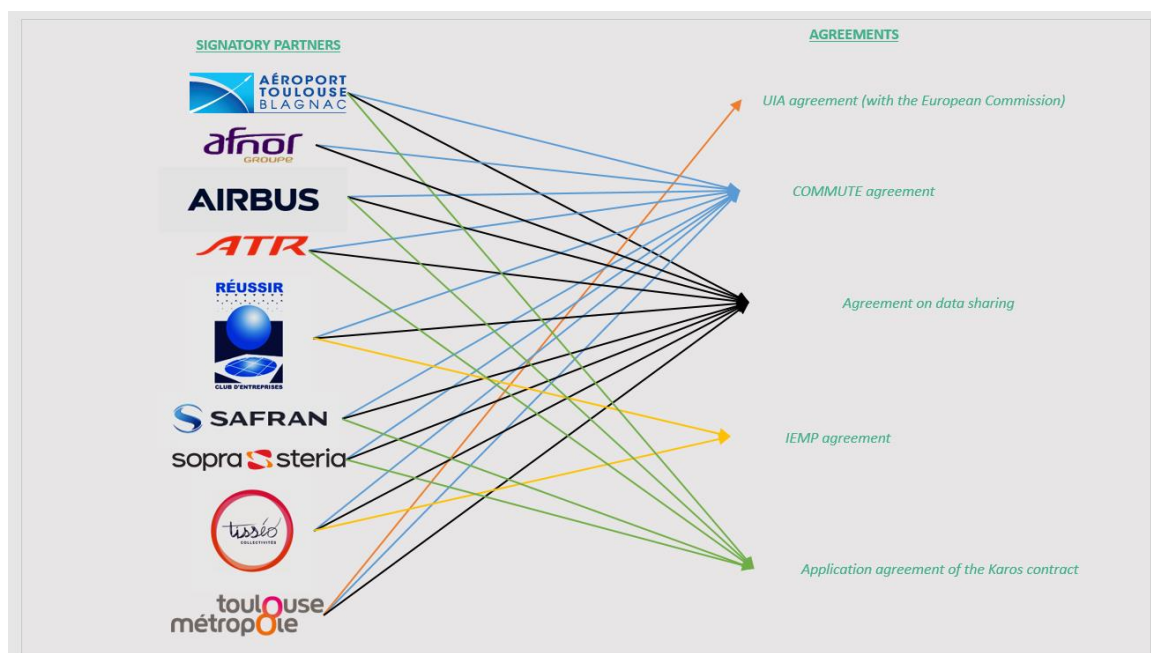 SIGNATORY PARTNERS
AGREEMENTS
AÉROPORT
TOULOUSE
BLAGNAC
UIA agreement (with the European Commission)
afnor
GROUPE
AIRBUS
COMMUTE agreement
ATR
RÉUSSIR
CLUB D'ENTREPRISES
Agreement on data sharing
SAFRAN
IEMP agreement
sopra steria
tisséo
COLLECTIVITÉS
Application agreement of the Karos contract
toulouse
métropole